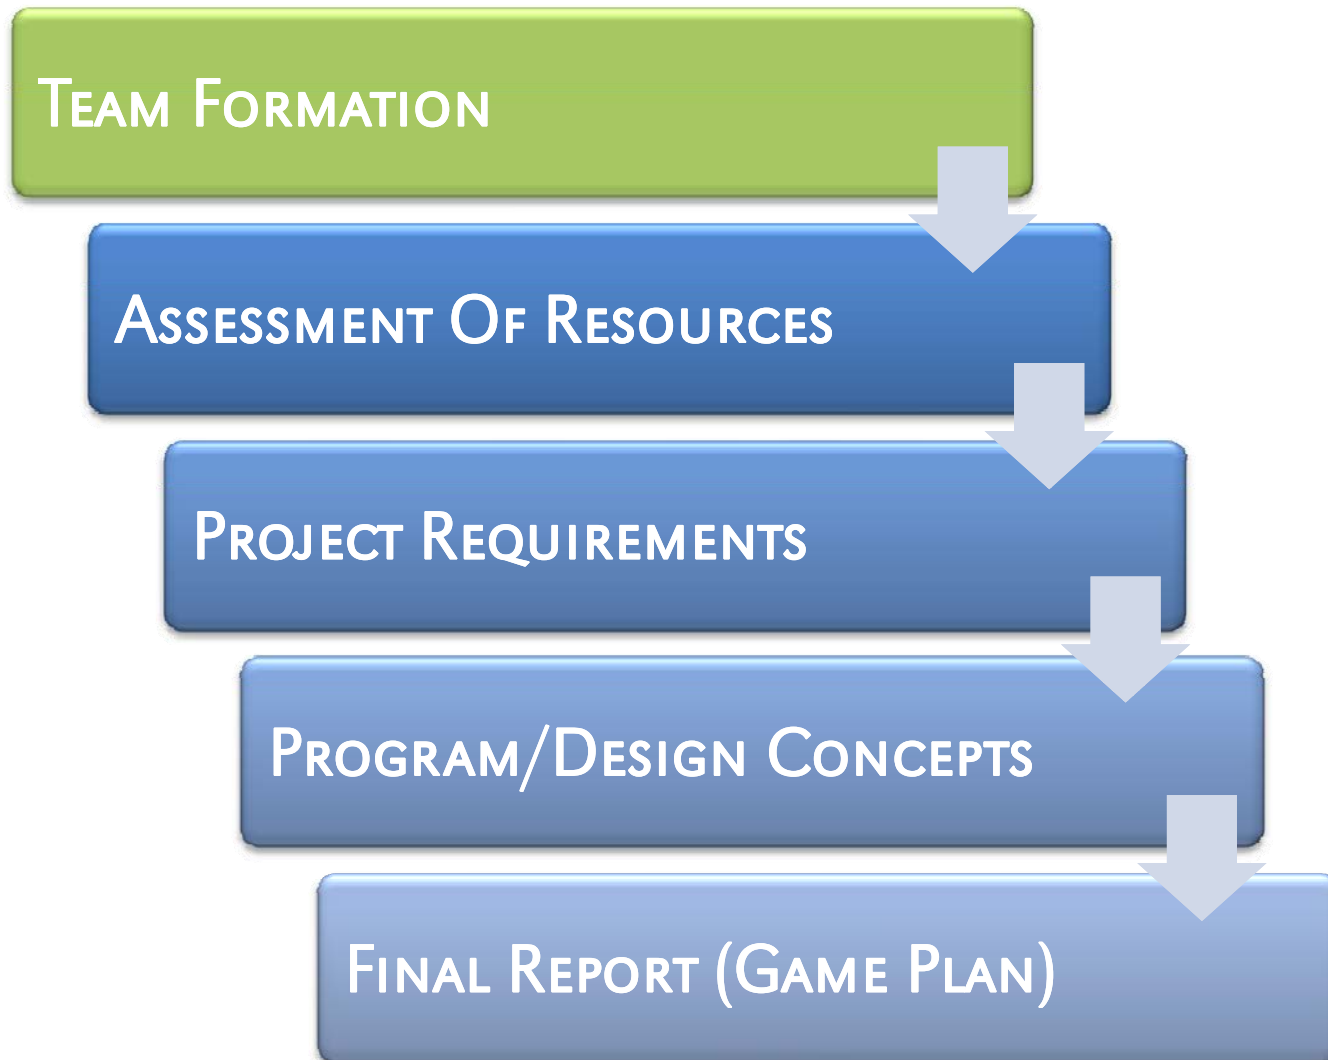 Team Formation
Assessment Of Resources
Project Requirements
Program/Design Concepts
Final Report (Game Plan)